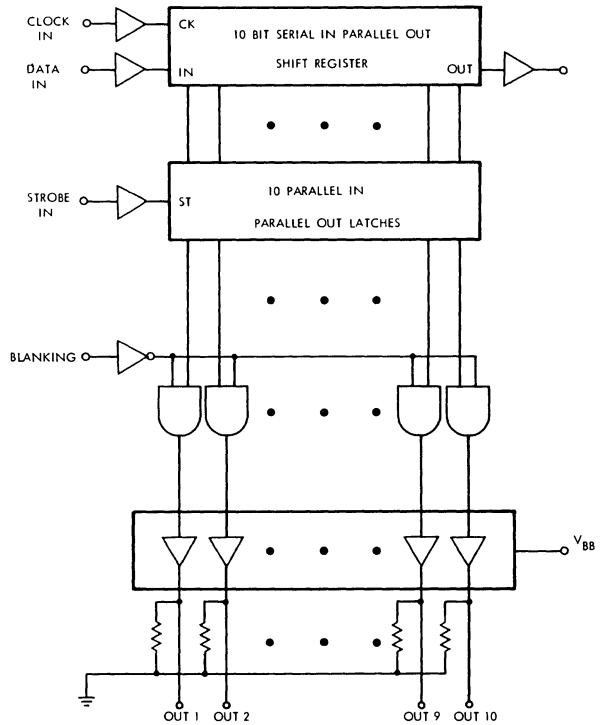 CLOCK
IN
CK
10 BIT SERIAL IN PARALLEL OUT
SHIFT REGISTER
DATA
IN
IN
OUT
STROBE
IN
ST
10 PARALLEL IN
PARALLEL OUT LATCHES
BLANKING
VBB
OUT 1
OUT 2
OUT 9
OUT 10